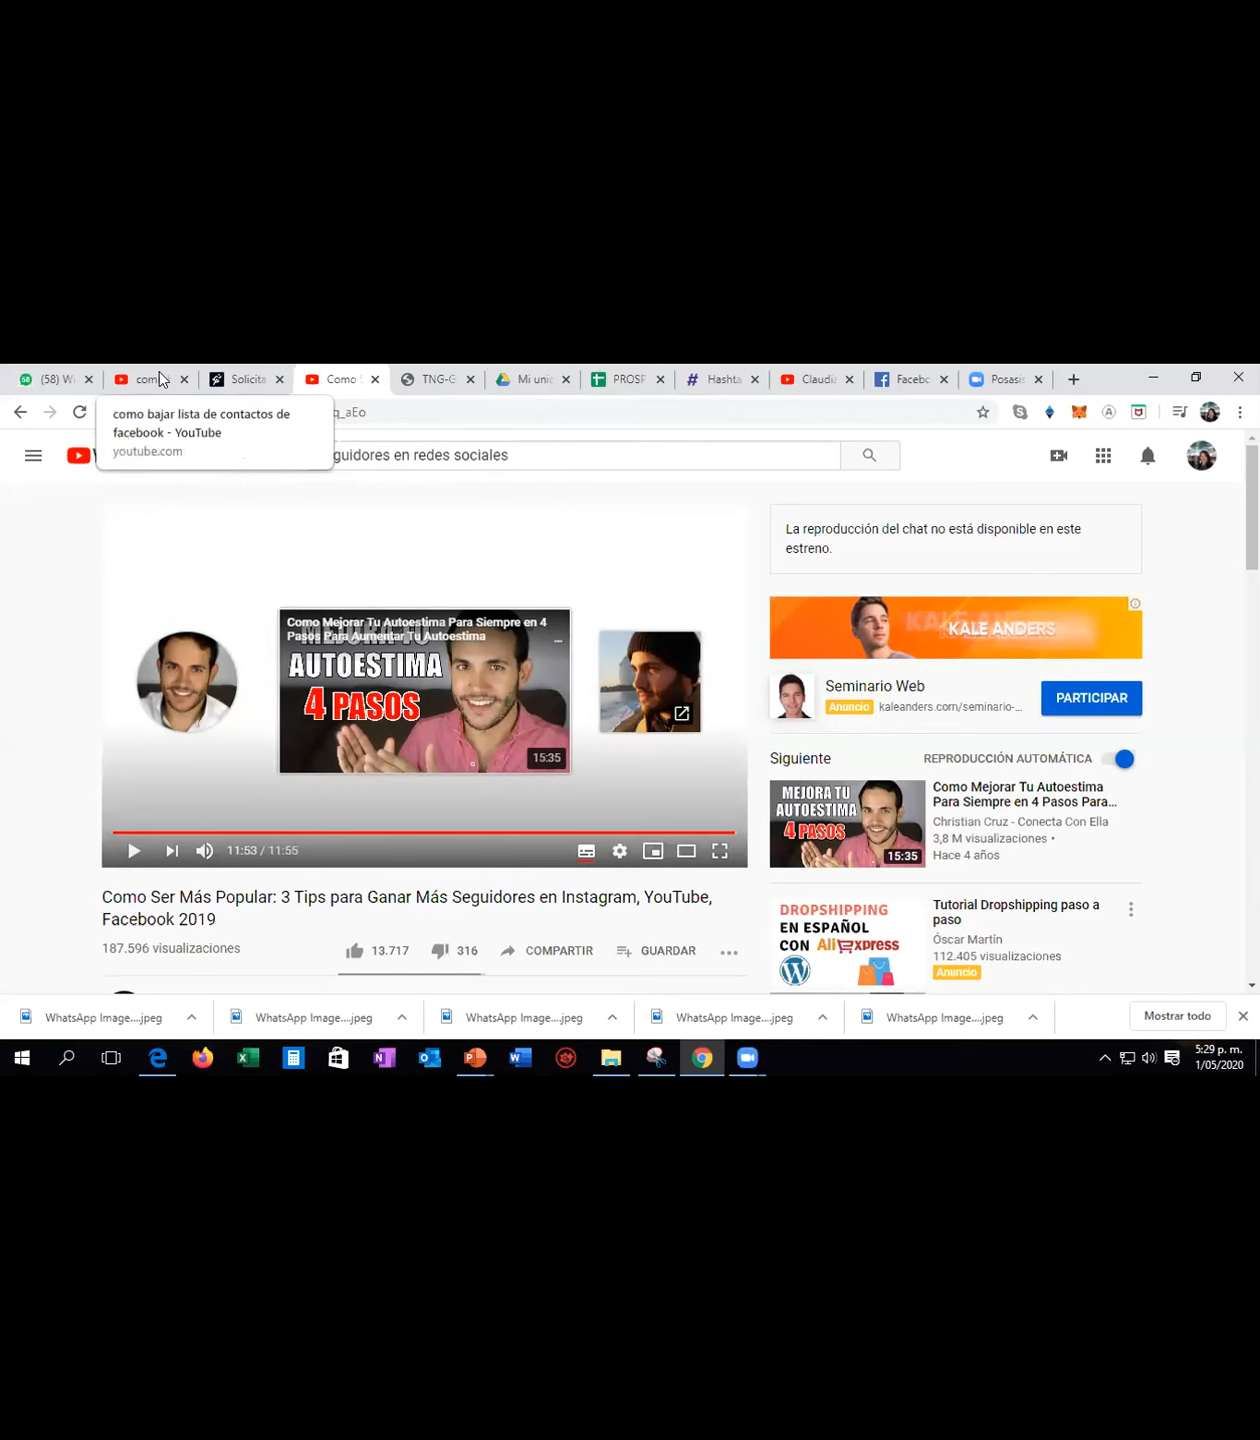 58 (58) W
com
Solicita
Como
TNG-G
Mi unic
PROSP
Hashta
Claudia
Facebo
Posasis
como bajar lista de contactos de
facebook - YouTube
youtube.com
q_aEo
guidores en redes sociales
La reproducción del chat no está disponible en este
estreno.
KALE ANDERS
Como Mejorar Tu Autoestima Para Siempre en 4
Pasos Para Aumentar Tu Autoestima
AUTOESTIMA
4 PASOS
15:35
Seminario Web
Anuncio kaleanders.com/seminario-...
PARTICIPAR
Siguiente
REPRODUCCIÓN AUTOMÁTICA
MEJORA TU
AUTOESTIMA
4 PASOS
15:35
Como Mejorar Tu Autoestima
Para Siempre en 4 Pasos Para...
Christian Cruz - Conecta Con Ella
3,8 M visualizaciones •
Hace 4 años
11:53 / 11:55
Como Ser Más Popular: 3 Tips para Ganar Más Seguidores en Instagram, YouTube,
Facebook 2019
187.596 visualizaciones
13.717
316
COMPARTIR
GUARDAR
DROPSHIPPING
EN ESPAÑOL
CON AliExpress
Tutorial Dropshipping paso a
paso
Óscar Martín
112.405 visualizaciones
Anuncio
WhatsApp Image....jpeg
WhatsApp Image....jpeg
WhatsApp Image....jpeg
WhatsApp Image....jpeg
WhatsApp Image....jpeg
Mostrar todo
5:29 p. m.
1/05/2020